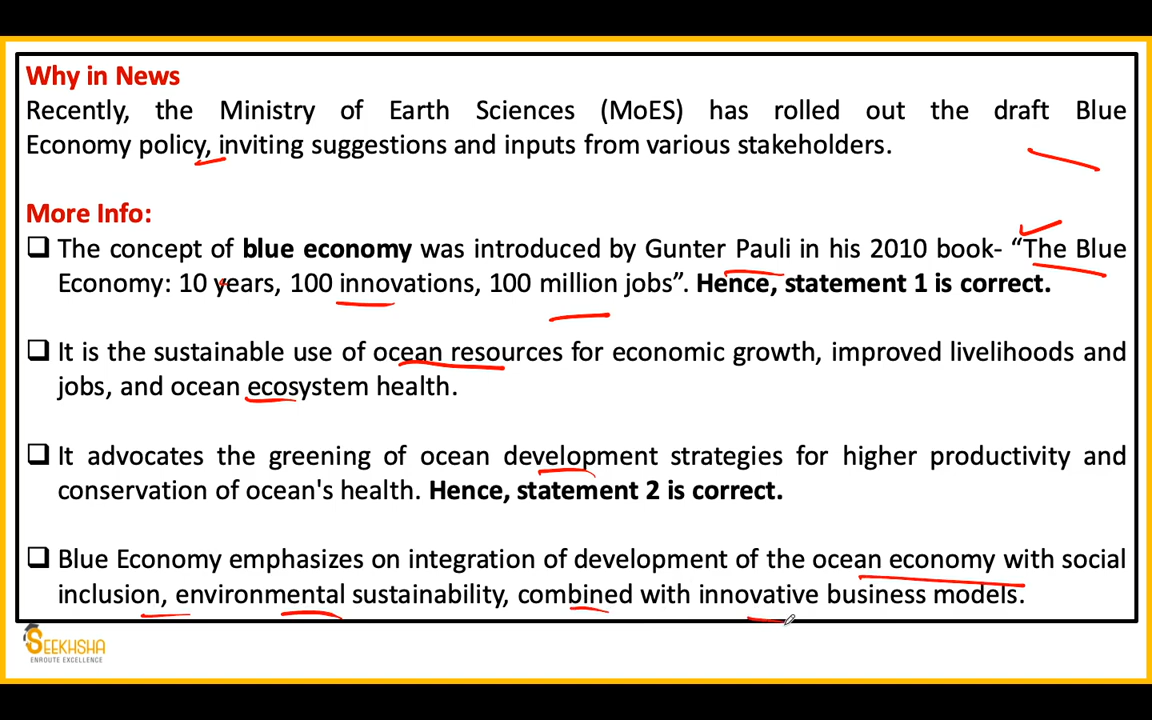 Why in News
Recently, the Ministry of Earth Sciences (MoES) has rolled out the draft Blue
Economy policy, inviting suggestions and inputs from various stakeholders.
More Info:
❑ The concept of blue economy was introduced by Gunter Pauli in his 2010 book- “The Blue
Economy: 10 years, 100 innovations, 100 million jobs”. Hence, statement 1 is correct.
❑ It is the sustainable use of ocean resources for economic growth, improved livelihoods and
jobs, and ocean ecosystem health.
❑ It advocates the greening of ocean development strategies for higher productivity and
conservation of ocean's health. Hence, statement 2 is correct.
❑ Blue Economy emphasizes on integration of development of the ocean economy with social
inclusion, environmental sustainability, combined with innovative business models.
SEEKHSHA
ENROUTE EXCELLENCE